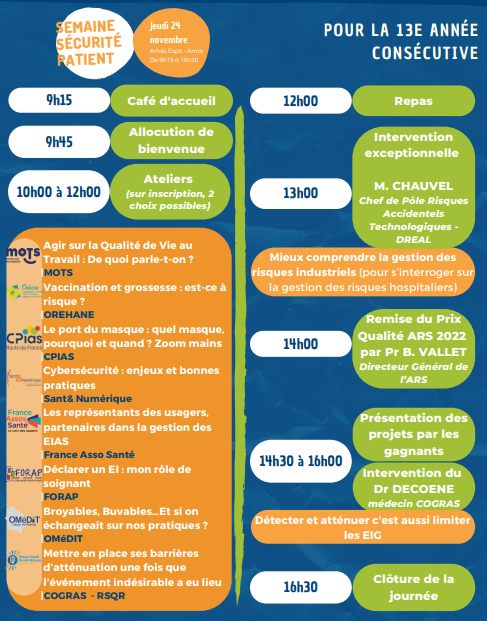 SEMAINE
SÉCURITÉ
PATIENT
Jeudi 24
novembre
Artois Expo - Arras
De 9h15 à 16h30
POUR LA 13E ANNÉE
CONSÉCUTIVE
9h15
Café d'accueil
9h45
Allocution de
bienvenue
10h00 à 12h00
Ateliers
(sur inscription, 2
choix possibles)
mots
Agir sur la Qualité de Vie au
Travail : De quoi parle-t-on ?
MOTS
Vaccination et grossesse : est-ce à
risque ?
OREHANE
CPias
Hauts-de-France
Le port du masque : quel masque,
pourquoi et quand ? Zoom mains
CPIAS
Cybersécurité : enjeux et bonnes
pratiques
Sant& Numérique
France
Assos
Santé
Les représentants des usagers,
partenaires dans la gestion des
EIAS
France Asso Santé
FORAP
Déclarer un EI : mon rôle de
soignant
FORAP
OMéDIT
Broyables, Buvables...Et si on
échangeait sur nos pratiques ?
OMéDIT
Mettre en place ses barrières
d'atténuation une fois que
l'événement indésirable a eu lieu
COGRAS - RSQR
12h00
Repas
13h00
Intervention
exceptionnelle
M. CHAUVEL
Chef de Pôle Risques
Accidentels
Technologiques -
DREAL
Mieux comprendre la gestion des
risques industriels (pour s'interroger sur
la gestion des risques hospitaliers)
14h00
Remise du Prix
Qualité ARS 2022
par Pr B. VALLET
Directeur Général de
l'ARS
14h30 à 16h00
Présentation des
projets par les
gagnants
Intervention du
Dr DECOENE
médecin COGRAS
Détecter et atténuer c'est aussi limiter
les EIG
16h30
Clôture de la
journée